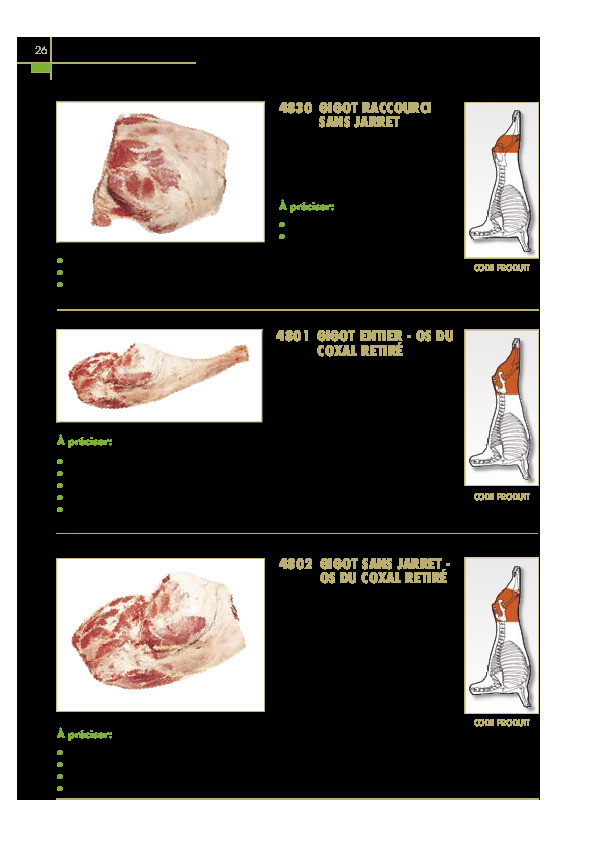 26
4830 GIGOT RACCOURCI
SANS JARRET
À préciser:
CODE PRODUIT
4801 GIGOT ENTIER - OS DU
COXAL RETIRÉ
À préciser:
CODE PRODUIT
4802 GIGOT SANS JARRET -
OS DU COXAL RETIRÉ
À préciser:
CODE PRODUIT